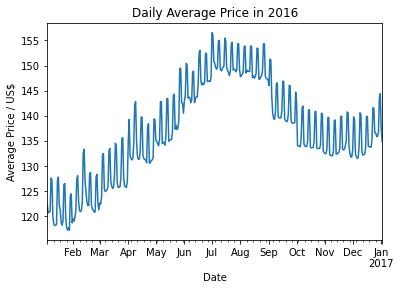 Daily Average Price in 2016
Average Price / US$
155
150
145
140
135
130
125
120
Feb Mar Apr May Jun Jul Aug Sep Oct Nov Dec Jan
2017
Date